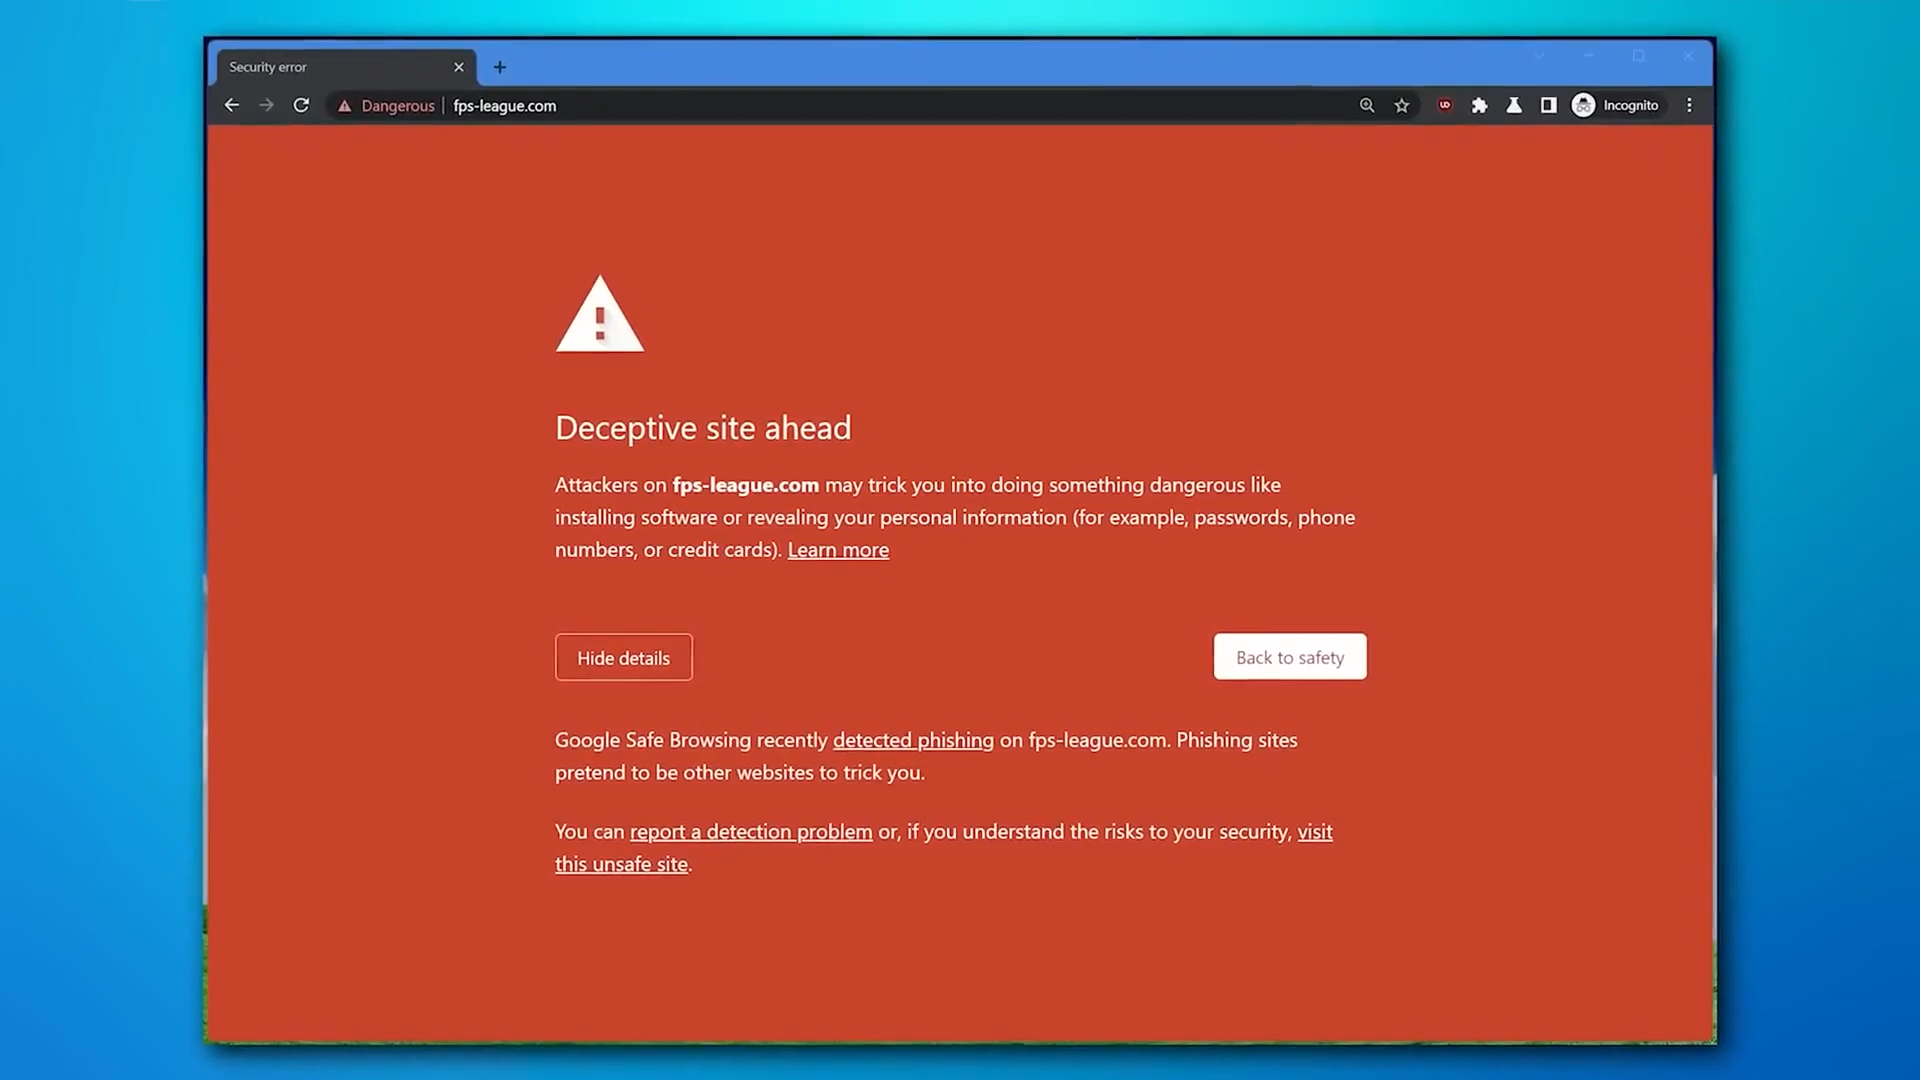 Security error
Dangerous fps-league.com
Incognito
Deceptive site ahead
Attackers on fps-league.com may trick you into doing something dangerous like
installing software or revealing your personal information (for example, passwords, phone
numbers, or credit cards). Learn more
Hide details
Back to safety
Google Safe Browsing recently detected phishing on fps-league.com. Phishing sites
pretend to be other websites to trick you.
You can report a detection problem or, if you understand the risks to your security, visit
this unsafe site.